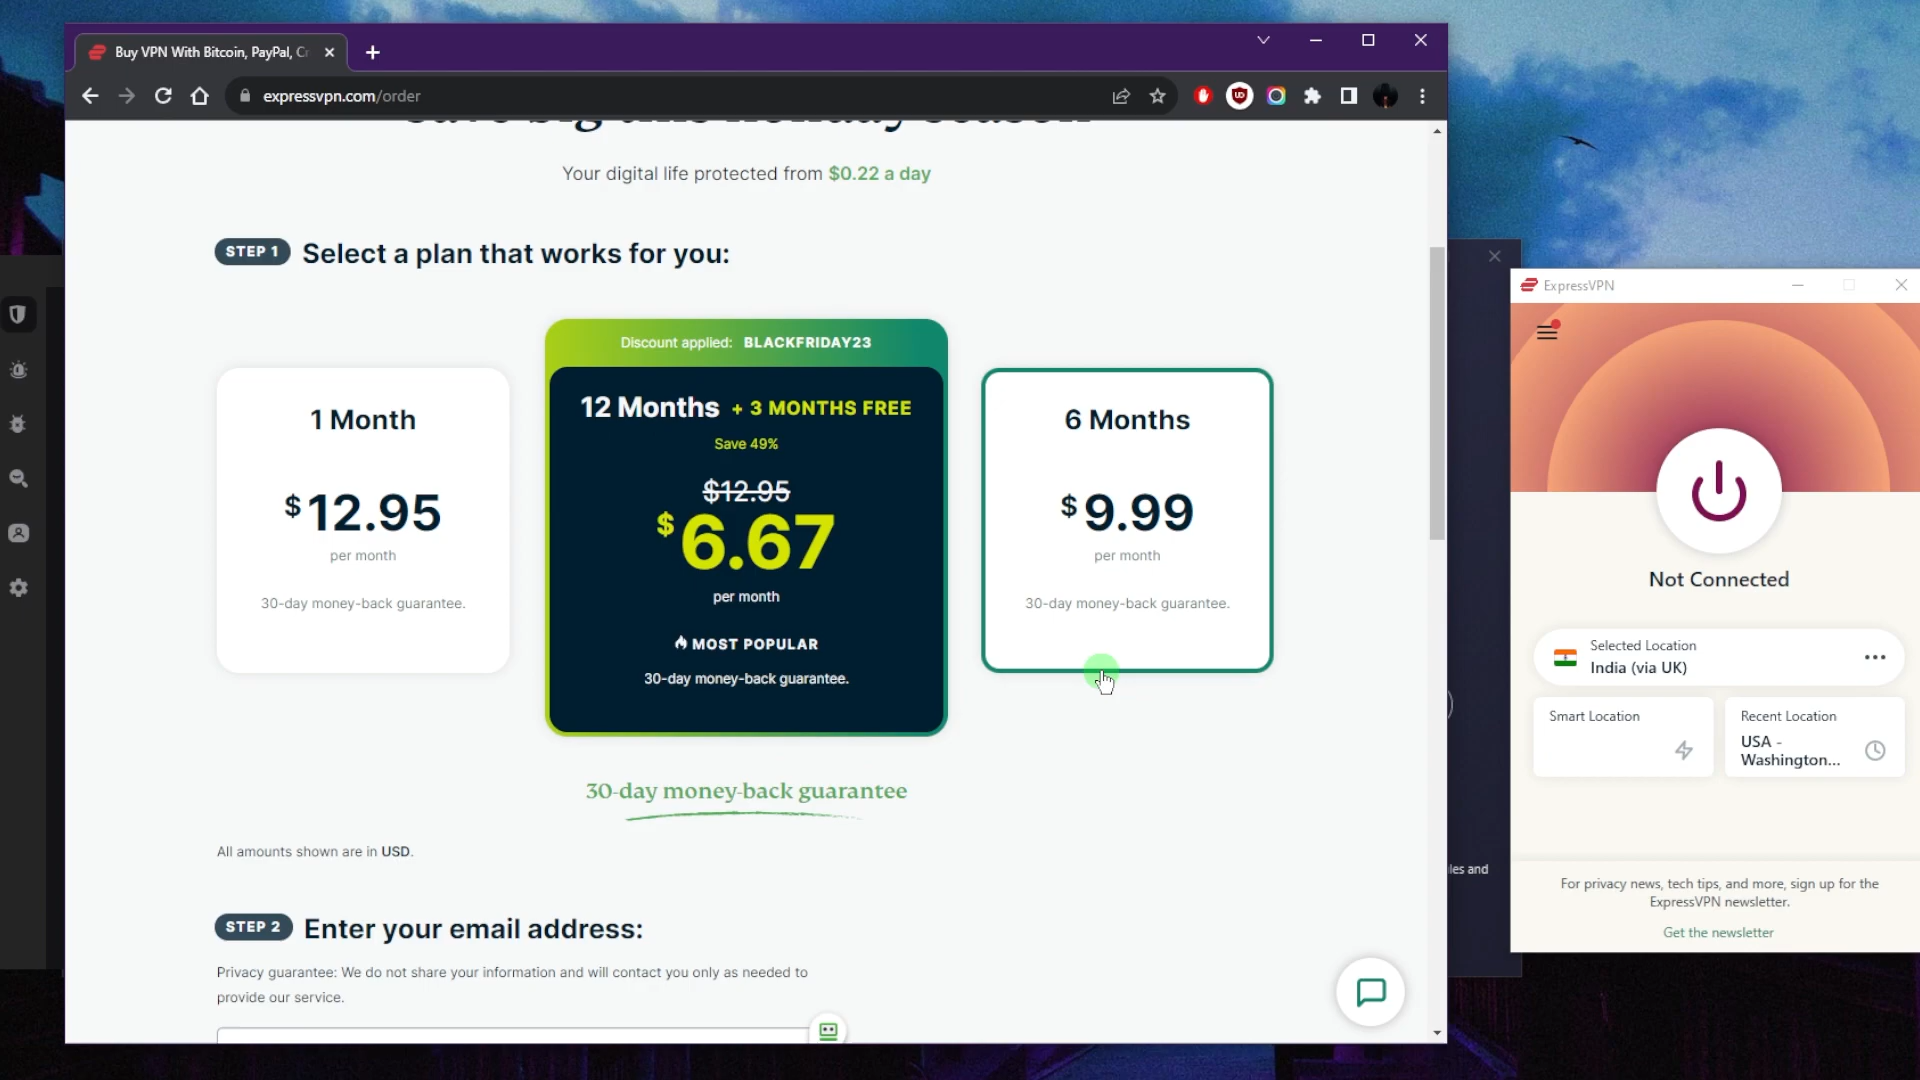 Buy VPN With Bitcoin, PayPal, C
expressvpn.com/order
Save big this holiday season
Your digital life protected from $0.22 a day
STEP 1 Select a plan that works for you:
1 Month
$12.95
per month
30-day money-back guarantee.
Discount applied: BLACKFRIDAY23
12 Months + 3 MONTHS FREE
Save 49%
$12.95
$6.67
per month
MOST POPULAR
30-day money-back guarantee.
6 Months
$9.99
per month
30-day money-back guarantee.
30-day money-back guarantee
All amounts shown are in USD.
STEP 2 Enter your email address:
Privacy guarantee: We do not share your information and will contact you only as needed to
provide our service.
and
ExpressVPN
Not Connected
Selected Location
India (via UK)
Smart Location
Recent Location
USA -
Washington...
For privacy news, tech tips, and more, sign up for the
ExpressVPN newsletter.
Get the newsletter